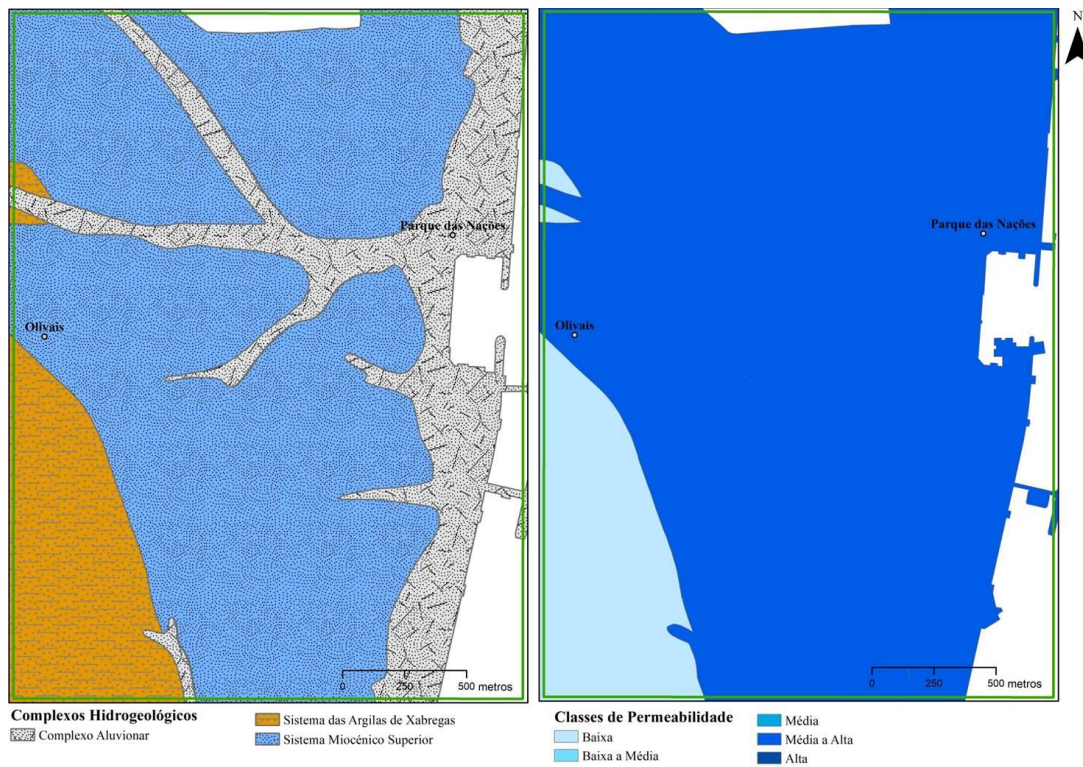 N
Parque das Nações
Olivais
0 250 500 metros
Parque das Nações
Olivais
0 250 500 metros
Complexos Hidrogeológicos
Complexo Aluvionar
Sistema das Argilas de Xabregas
Sistema Miocénico Superior
Classes de Permeabilidade
Baixa
Baixa a Média
Média
Média a Alta
Alta